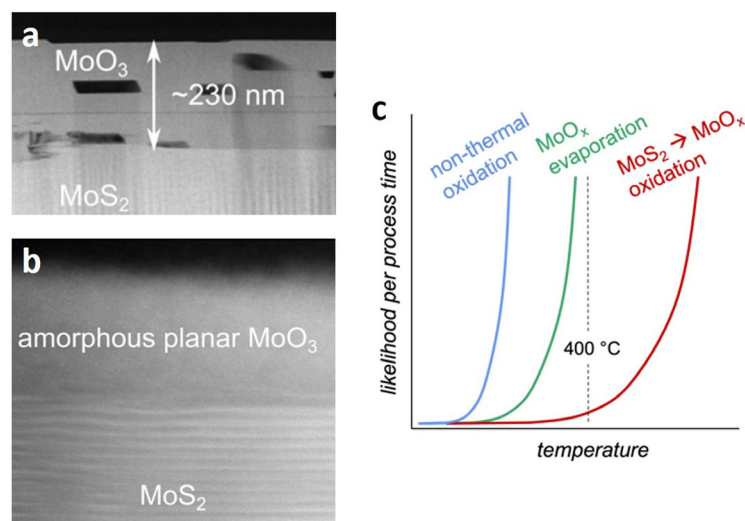 a
MoO₃
~230 nm
MoS₂
b
amorphous planar MoO₃
MoS₂
c
likelihood per process time
non-thermal
oxidation
MoOₓ
evaporation
MoS₂ → MoOₓ
oxidation
400 °C
temperature